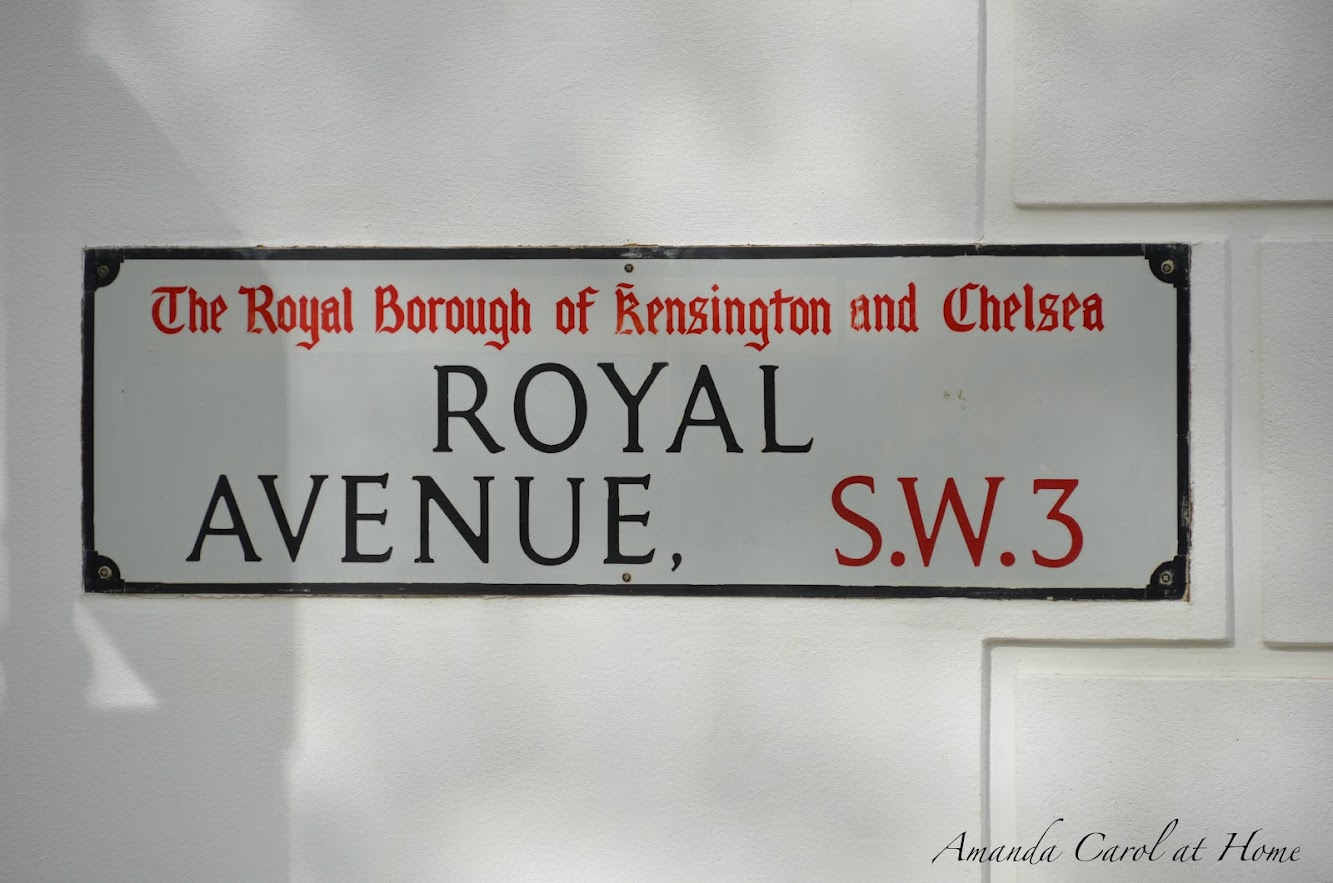 The Royal Borough of Kensington and Chelsea
ROYAL
AVENUE, S.W.3
Amanda Carol at Home